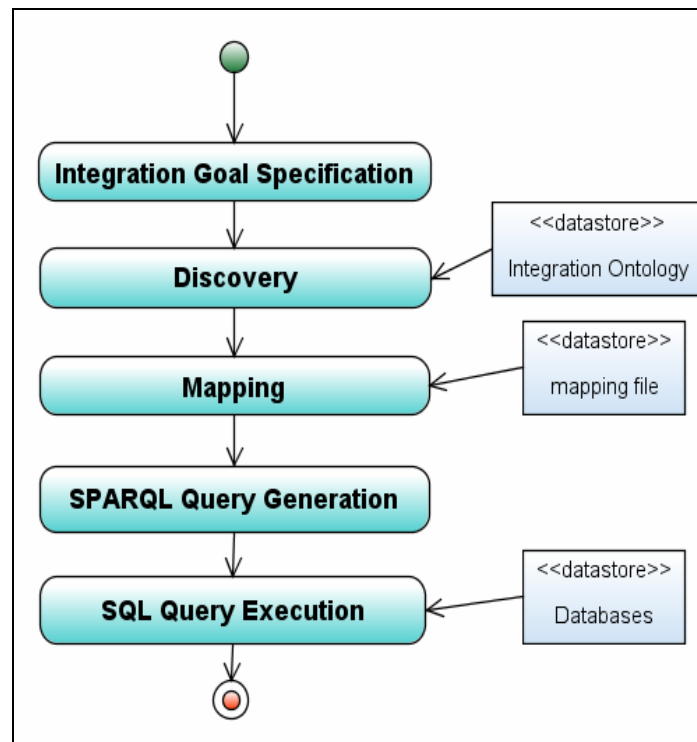 Integration Goal Specification
<<datastore>>
Integration Ontology
Discovery
<<datastore>>
mapping file
Mapping
SPARQL Query Generation
<<datastore>>
Databases
SQL Query Execution